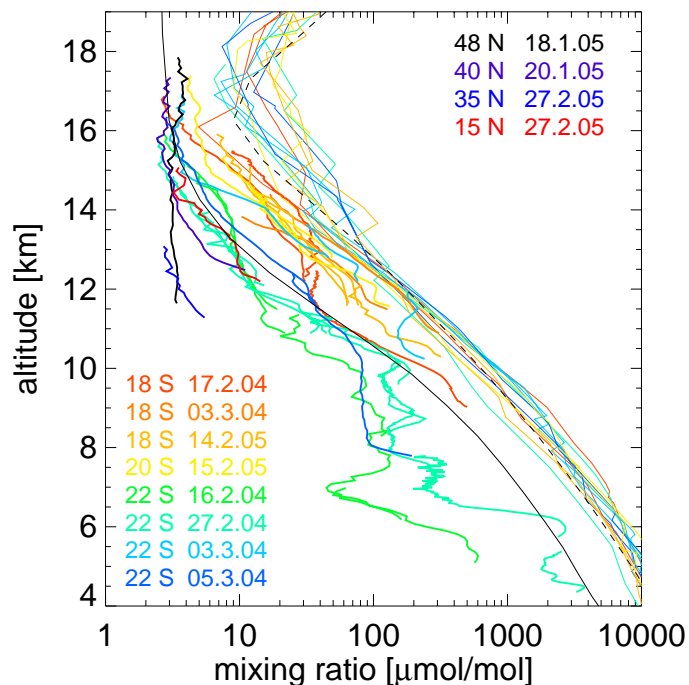 18
16
14
12
10
8
6
4
altitude [km]
48 N 18.1.05
40 N 20.1.05
35 N 27.2.05
15 N 27.2.05
18 S 17.2.04
18 S 03.3.04
18 S 14.2.05
20 S 15.2.05
22 S 16.2.04
22 S 27.2.04
22 S 03.3.04
22 S 05.3.04
1 10 100 1000 10000
mixing ratio [μmol/mol]